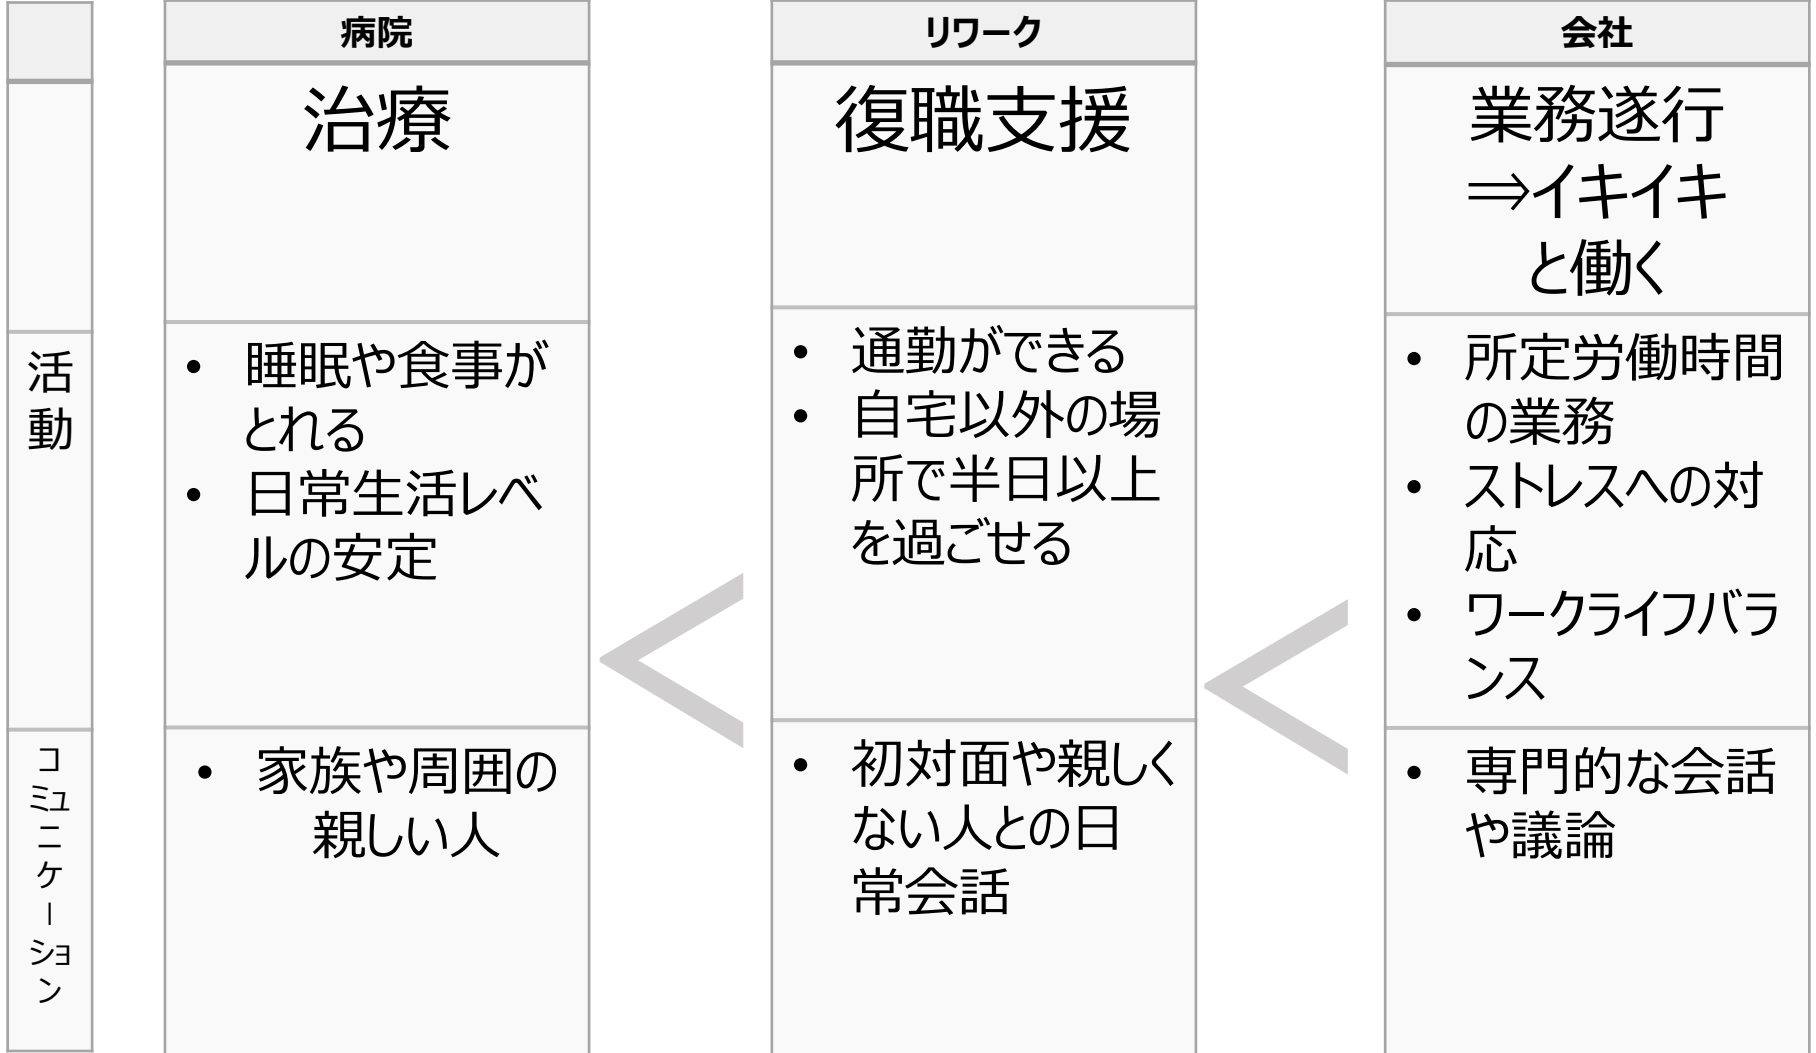 病院
治療
• 睡眠や食事が
とれる
• 日常生活レベ
ルの安定
• 家族や周囲の
親しい人
リワーク
復職支援
• 通勤ができる
• 自宅以外の場
所で半日以上
を過ごせる
• 初対面や親しく
ない人との日
常会話
会社
業務遂行
⇒イキイキ
と働く
• 所定労働時間
の業務
• ストレスへの対
応
• ワークライフバラ
ンス
• 専門的な会話
や議論
活
動
コ
ミュ
ニ
ケ
ー
ショ
ン
＜
＜